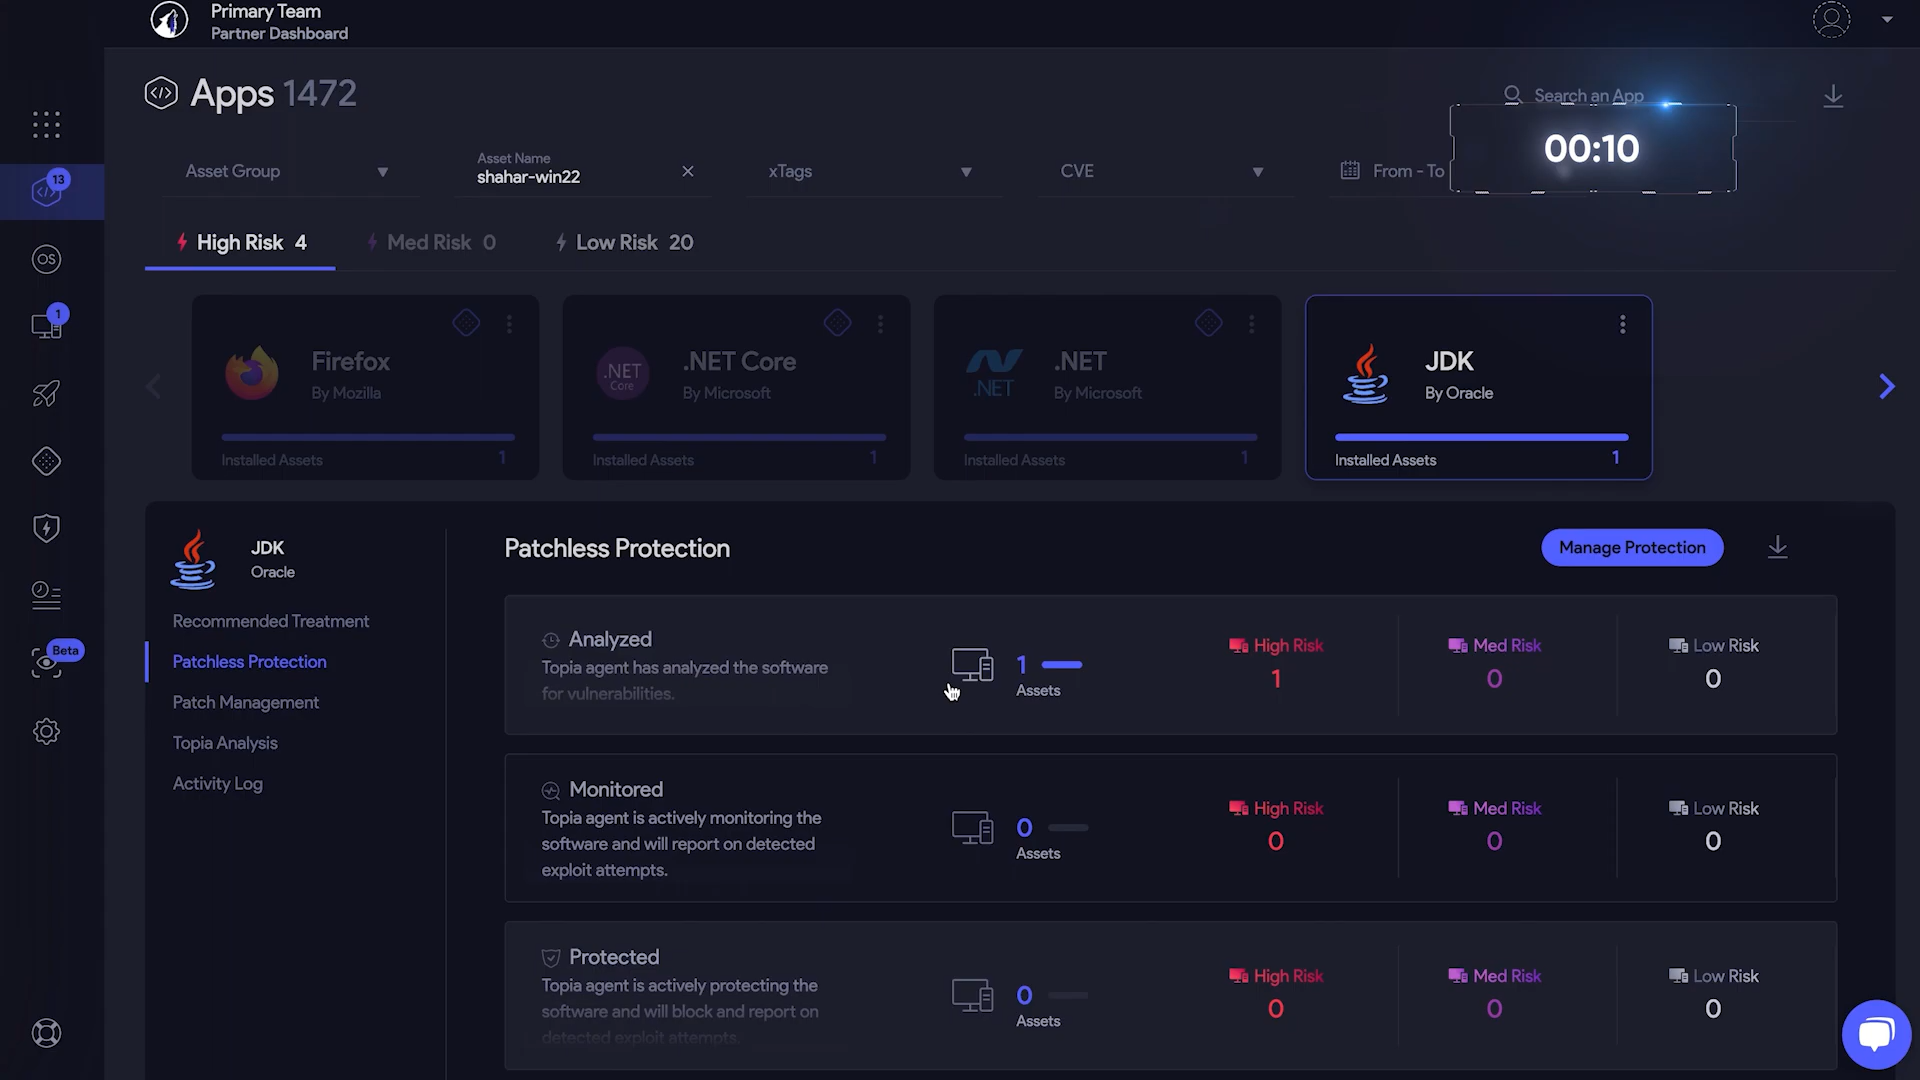 Primary Team
Partner Dashboard
Apps 1472
Search an App
00:10
Asset Group
Asset Name
shahar-win22
xTags
CVE
From - To
13
High Risk 4
Med Risk 0
Low Risk 20
OS
1
Firefox
By Mozilla
Installed Assets 1
.NET
Core
.NET Core
By Microsoft
Installed Assets 1
.NET
.NET
By Microsoft
Installed Assets 1
JDK
By Oracle
Installed Assets 1
JDK
Oracle
Recommended Treatment
Patchless Protection
Patch Management
Topia Analysis
Activity Log
Beta
Patchless Protection
Manage Protection
Analyzed
Topia agent has analyzed the software
for vulnerabilities.
1
Assets
High Risk
1
Med Risk
0
Low Risk
0
Monitored
Topia agent is actively monitoring the
software and will report on detected
exploit attempts.
0
Assets
High Risk
0
Med Risk
0
Low Risk
0
Protected
Topia agent is actively protecting the
software and will block and report on
detected exploit attempts.
0
Assets
High Risk
0
Med Risk
0
Low Risk
0